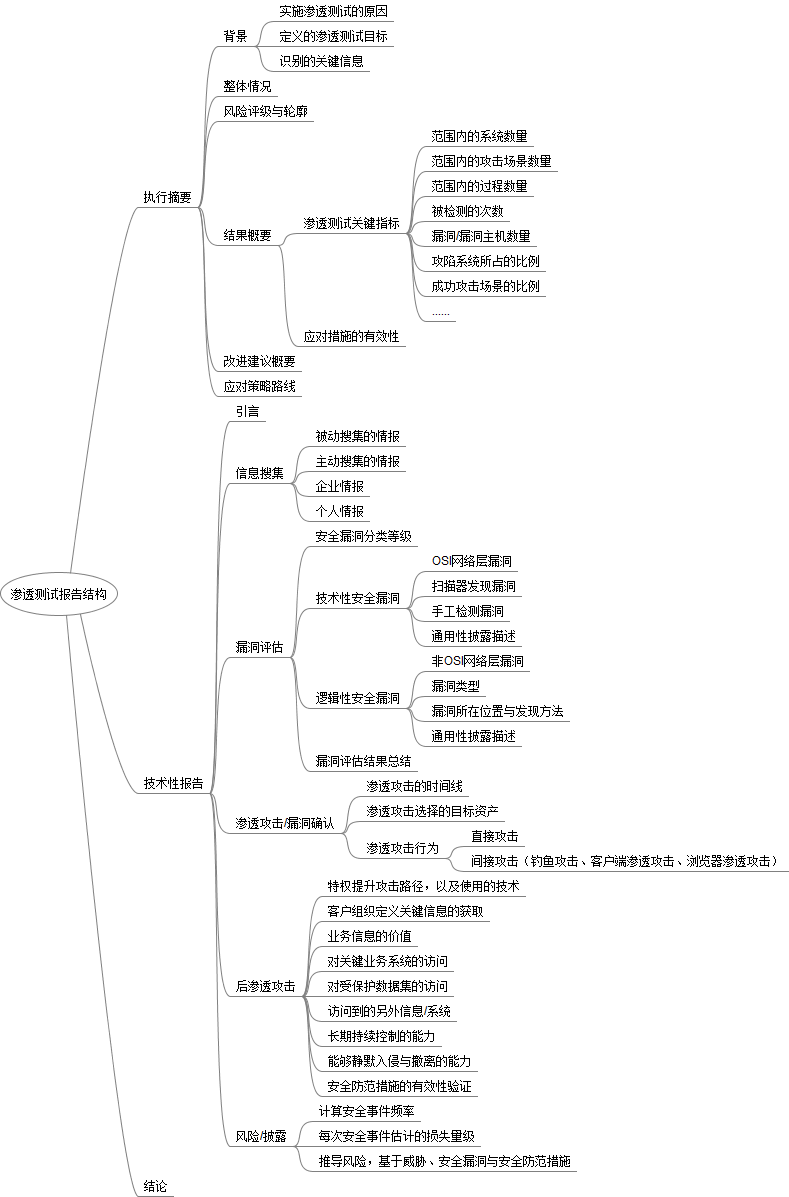 渗透测试报告结构
执行摘要
背景
实施渗透测试的原因
定义的渗透测试目标
识别的关键信息
整体情况
风险评级与轮廓
结果概要
渗透测试关键指标
范围内的系统数量
范围内的攻击场景数量
范围内的过程数量
被检测的次数
漏洞/漏洞主机数量
攻陷系统所占的比例
成功攻击场景的比例
......
应对措施的有效性
改进建议概要
应对策略路线
技术性报告
引言
信息搜集
被动搜集的情报
主动搜集的情报
企业情报
个人情报
漏洞评估
安全漏洞分类等级
技术性安全漏洞
OSI网络层漏洞
扫描器发现漏洞
手工检测漏洞
通用性披露描述
逻辑性安全漏洞
非OSI网络层漏洞
漏洞类型
漏洞所在位置与发现方法
通用性披露描述
漏洞评估结果总结
渗透攻击/漏洞确认
渗透攻击的时间线
渗透攻击选择的目标资产
渗透攻击行为
直接攻击
间接攻击（钓鱼攻击、客户端渗透攻击、浏览器渗透攻击）
后渗透攻击
特权提升攻击路径，以及使用的技术
客户组织定义关键信息的获取
业务信息的价值
对关键业务系统的访问
对受保护数据集的访问
访问到的另外信息/系统
长期持续控制的能力
能够静默入侵与撤离的能力
安全防范措施的有效性验证
风险/披露
计算安全事件频率
每次安全事件估计的损失量级
推导风险，基于威胁、安全漏洞与安全防范措施
结论